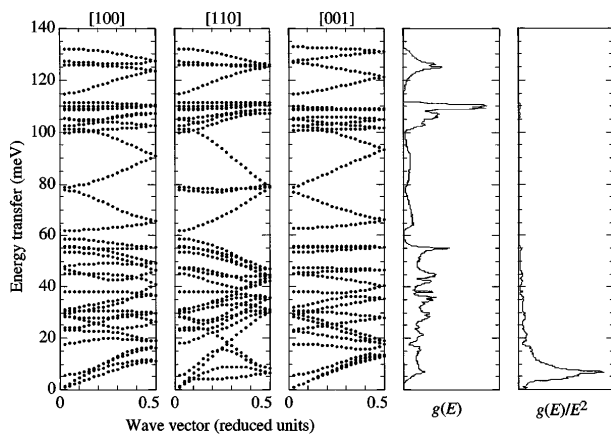 [100] [110] [001]
140
120
100
80
60
40
20
0
Energy transfer (meV)
0 0.5 0 0.5 0 0.5
g(E) g(E)/E²
Wave vector (reduced units)